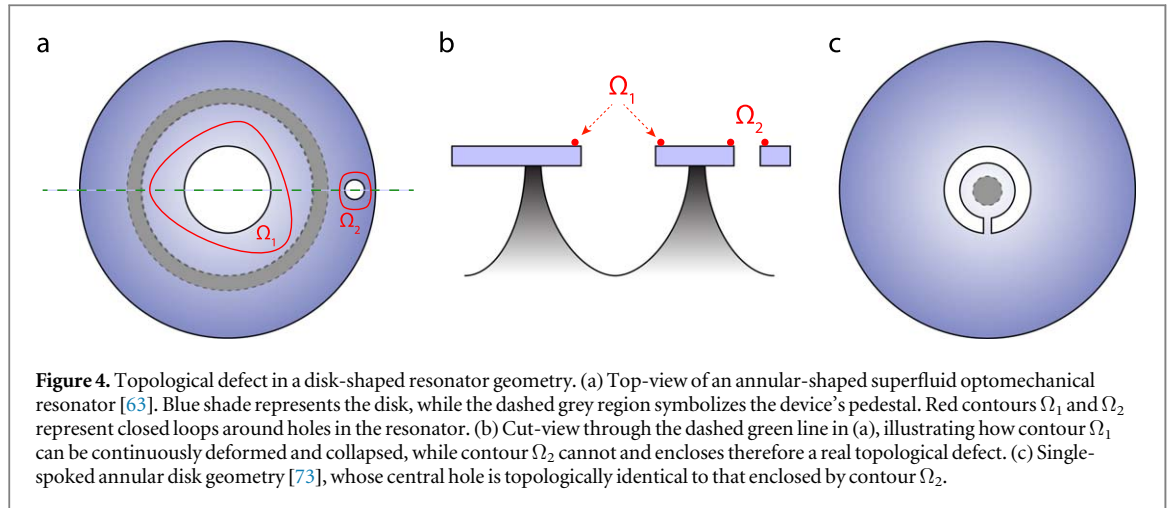 a
b
c
Ω1
Ω2
Ω1
Ω2
Figure 4. Topological defect in a disk-shaped resonator geometry. (a) Top-view of an annular-shaped superfluid optomechanical
resonator [63]. Blue shade represents the disk, while the dashed grey region symbolizes the device's pedestal. Red contours Ω1 and Ω2
represent closed loops around holes in the resonator. (b) Cut-view through the dashed green line in (a), illustrating how contour Ω1
can be continuously deformed and collapsed, while contour Ω2 cannot and encloses therefore a real topological defect. (c) Single-
spoked annular disk geometry [73], whose central hole is topologically identical to that enclosed by contour Ω2.